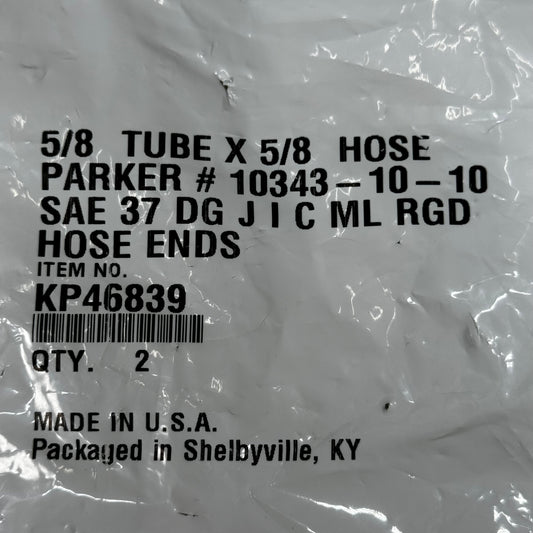 5/8 TUBE X 5/8 HOSE
PARKER # 10343-10-10
SAE 37 DG J I C ML RGD
HOSE ENDS
ITEM NO.
KP46839
QTY. 2
MADE IN U.S.A.
Packaged in Shelbyville, KY